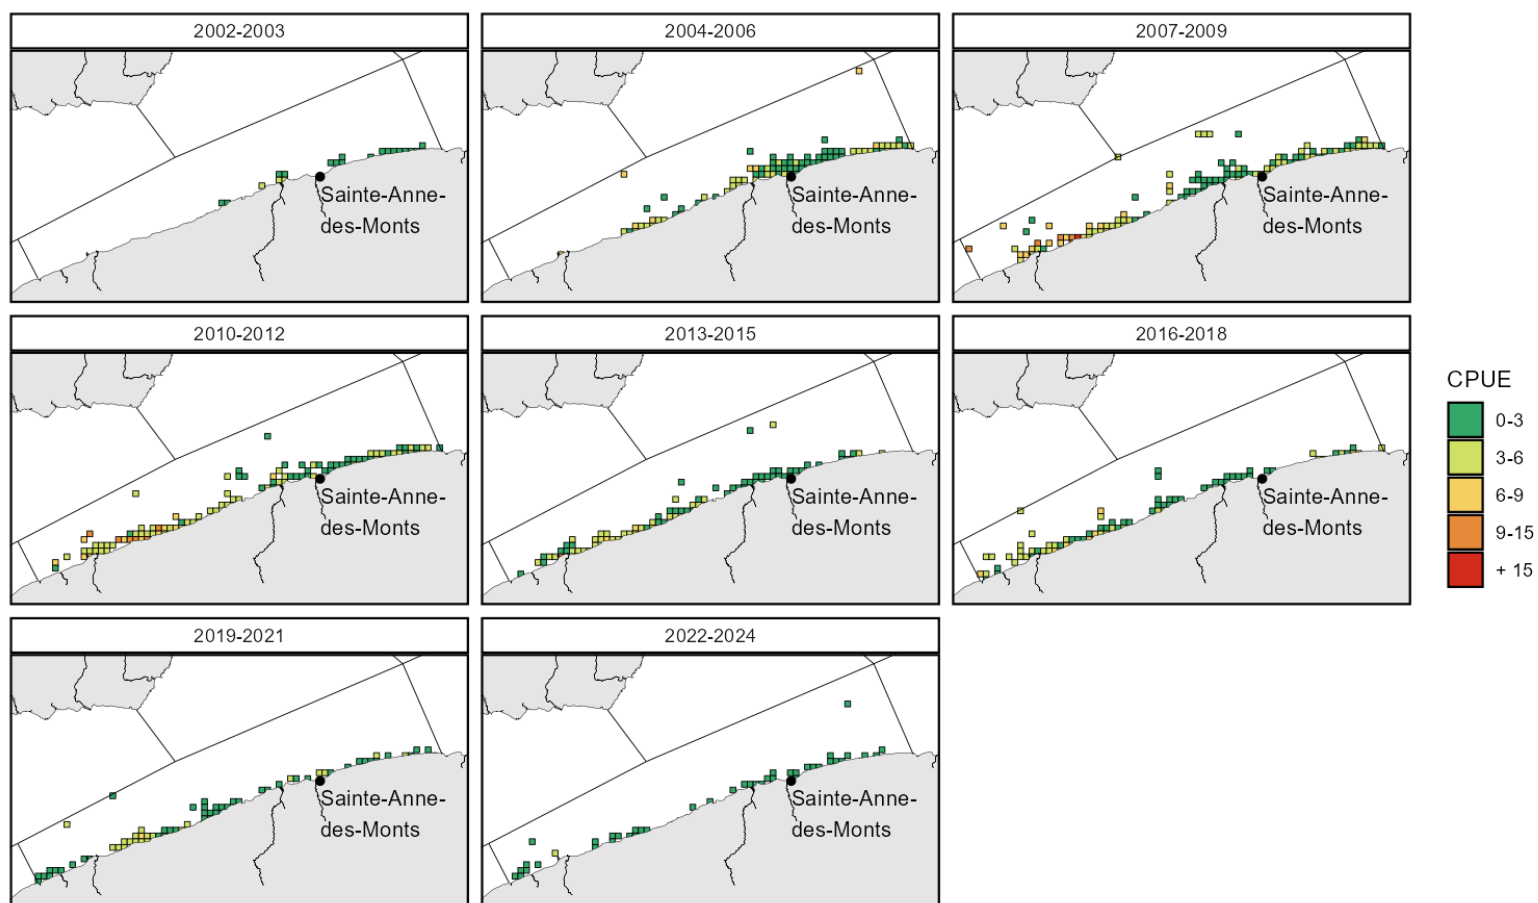 2002-2003
2004-2006
2007-2009
Sainte-Anne-
des-Monts
Sainte-Anne-
des-Monts
Sainte-Anne-
des-Monts
2010-2012
2013-2015
2016-2018
Sainte-Anne-
des-Monts
Sainte-Anne-
des-Monts
Sainte-Anne-
des-Monts
CPUE
0-3
3-6
6-9
9-15
+ 15
2019-2021
2022-2024
Sainte-Anne-
des-Monts
Sainte-Anne-
des-Monts